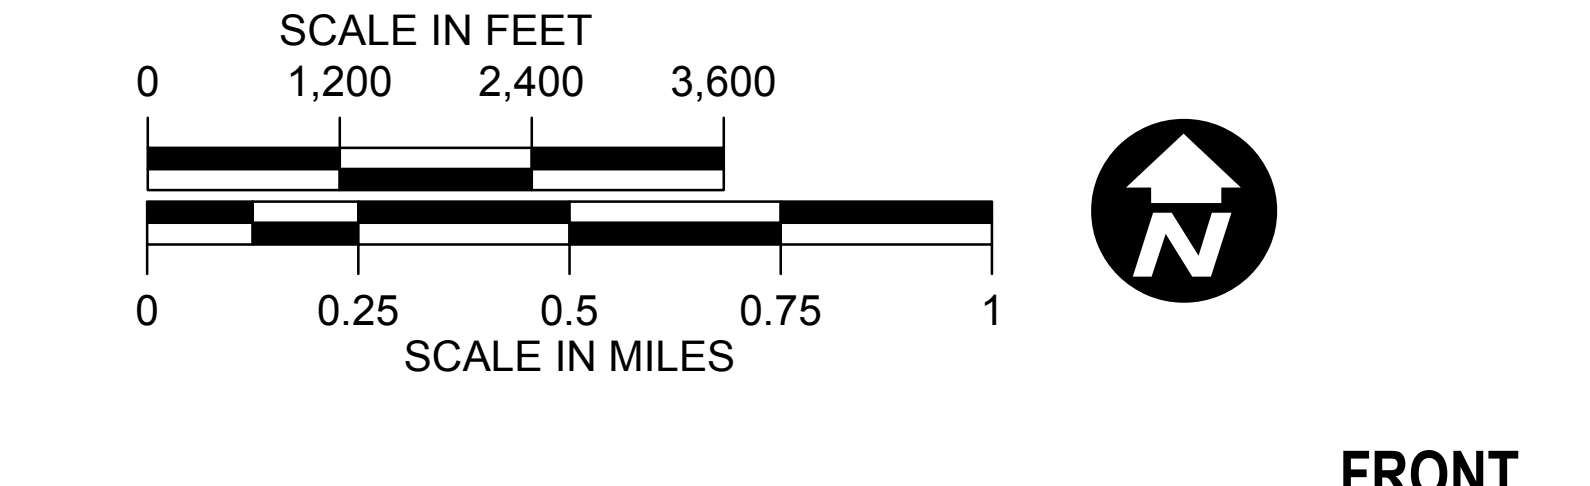 SCALE IN FEET
0 1,200 2,400 3,600
N
0 0.25 0.5 0.75 1
SCALE IN MILES
FRONT